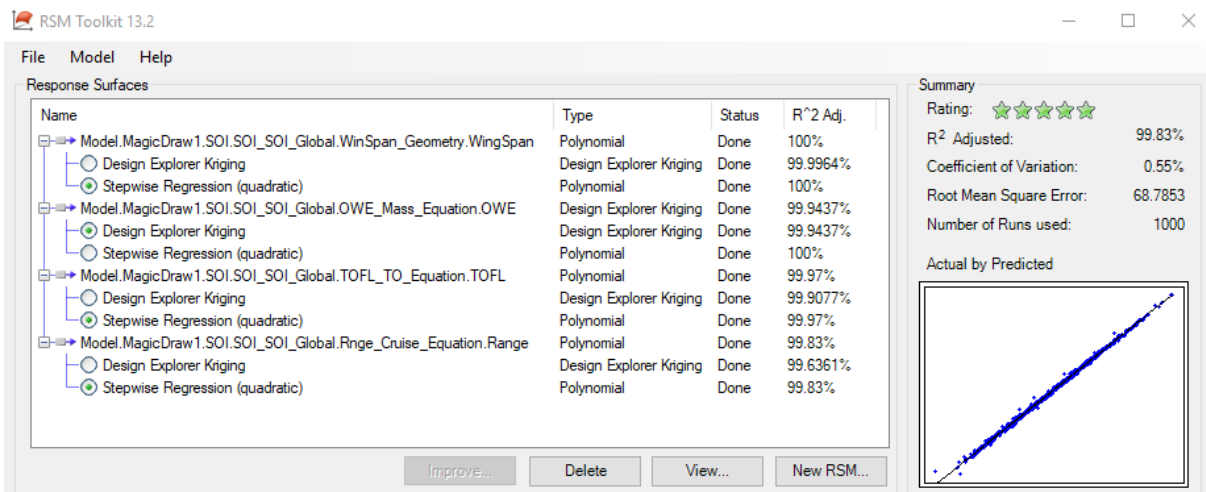 RSM Toolkit 13.2
File Model Help
Response Surfaces
Name Type Status R^2 Adj.
Model.MagicDraw1.SOI.SOI_SOI_Global.WinSpan_Geometry.WingSpan Polynomial Done 100%
Design Explorer Kriging Design Explorer Kriging Done 99.9964%
Stepwise Regression (quadratic) Polynomial Done 100%
Model.MagicDraw1.SOI.SOI_SOI_Global.OWE_Mass_Equation.OWE Design Explorer Kriging Done 99.9437%
Design Explorer Kriging Design Explorer Kriging Done 99.9437%
Stepwise Regression (quadratic) Polynomial Done 100%
Model.MagicDraw1.SOI.SOI_SOI_Global.TOFL_TO_Equation.TOFL Polynomial Done 99.97%
Design Explorer Kriging Design Explorer Kriging Done 99.9077%
Stepwise Regression (quadratic) Polynomial Done 99.97%
Model.MagicDraw1.SOI.SOI_SOI_Global.Rnge_Cruise_Equation.Range Polynomial Done 99.83%
Design Explorer Kriging Design Explorer Kriging Done 99.6361%
Stepwise Regression (quadratic) Polynomial Done 99.83%
Improve... Delete View... New RSM...
Summary
Rating:
R² Adjusted: 99.83%
Coefficient of Variation: 0.55%
Root Mean Square Error: 68.7853
Number of Runs used: 1000
Actual by Predicted